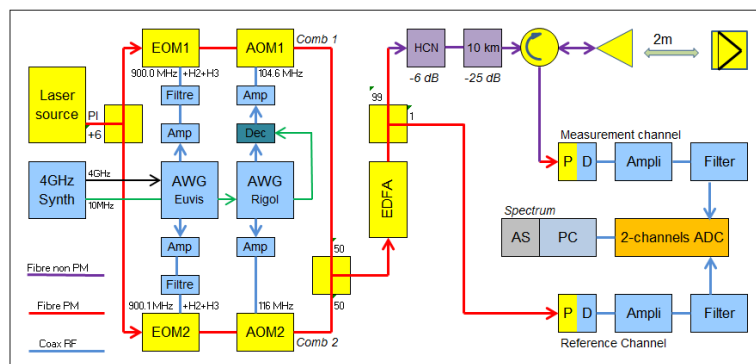 Comb 1
EOM1
AOM1
900.0 MHz +H2+H3
104.6 MHz
Laser
source
PI
+6
Filtre
Amp
Amp
Dec
4GHz
Synth
4GHz
10MHz
AWG
Euvis
AWG
Rigol
Amp
Amp
Filtre
900.1 MHz +H2+H3
116 MHz
EOM2
AOM2
Comb 2
Fibre non PM
Fibre PM
Coax RF
50
50
EDFA
99
1
HCN
-6 dB
10 km
-25 dB
2m
Measurement channel
P D
Ampli
Filter
Spectrum
AS
PC
2-channels ADC
P D
Ampli
Filter
Reference Channel